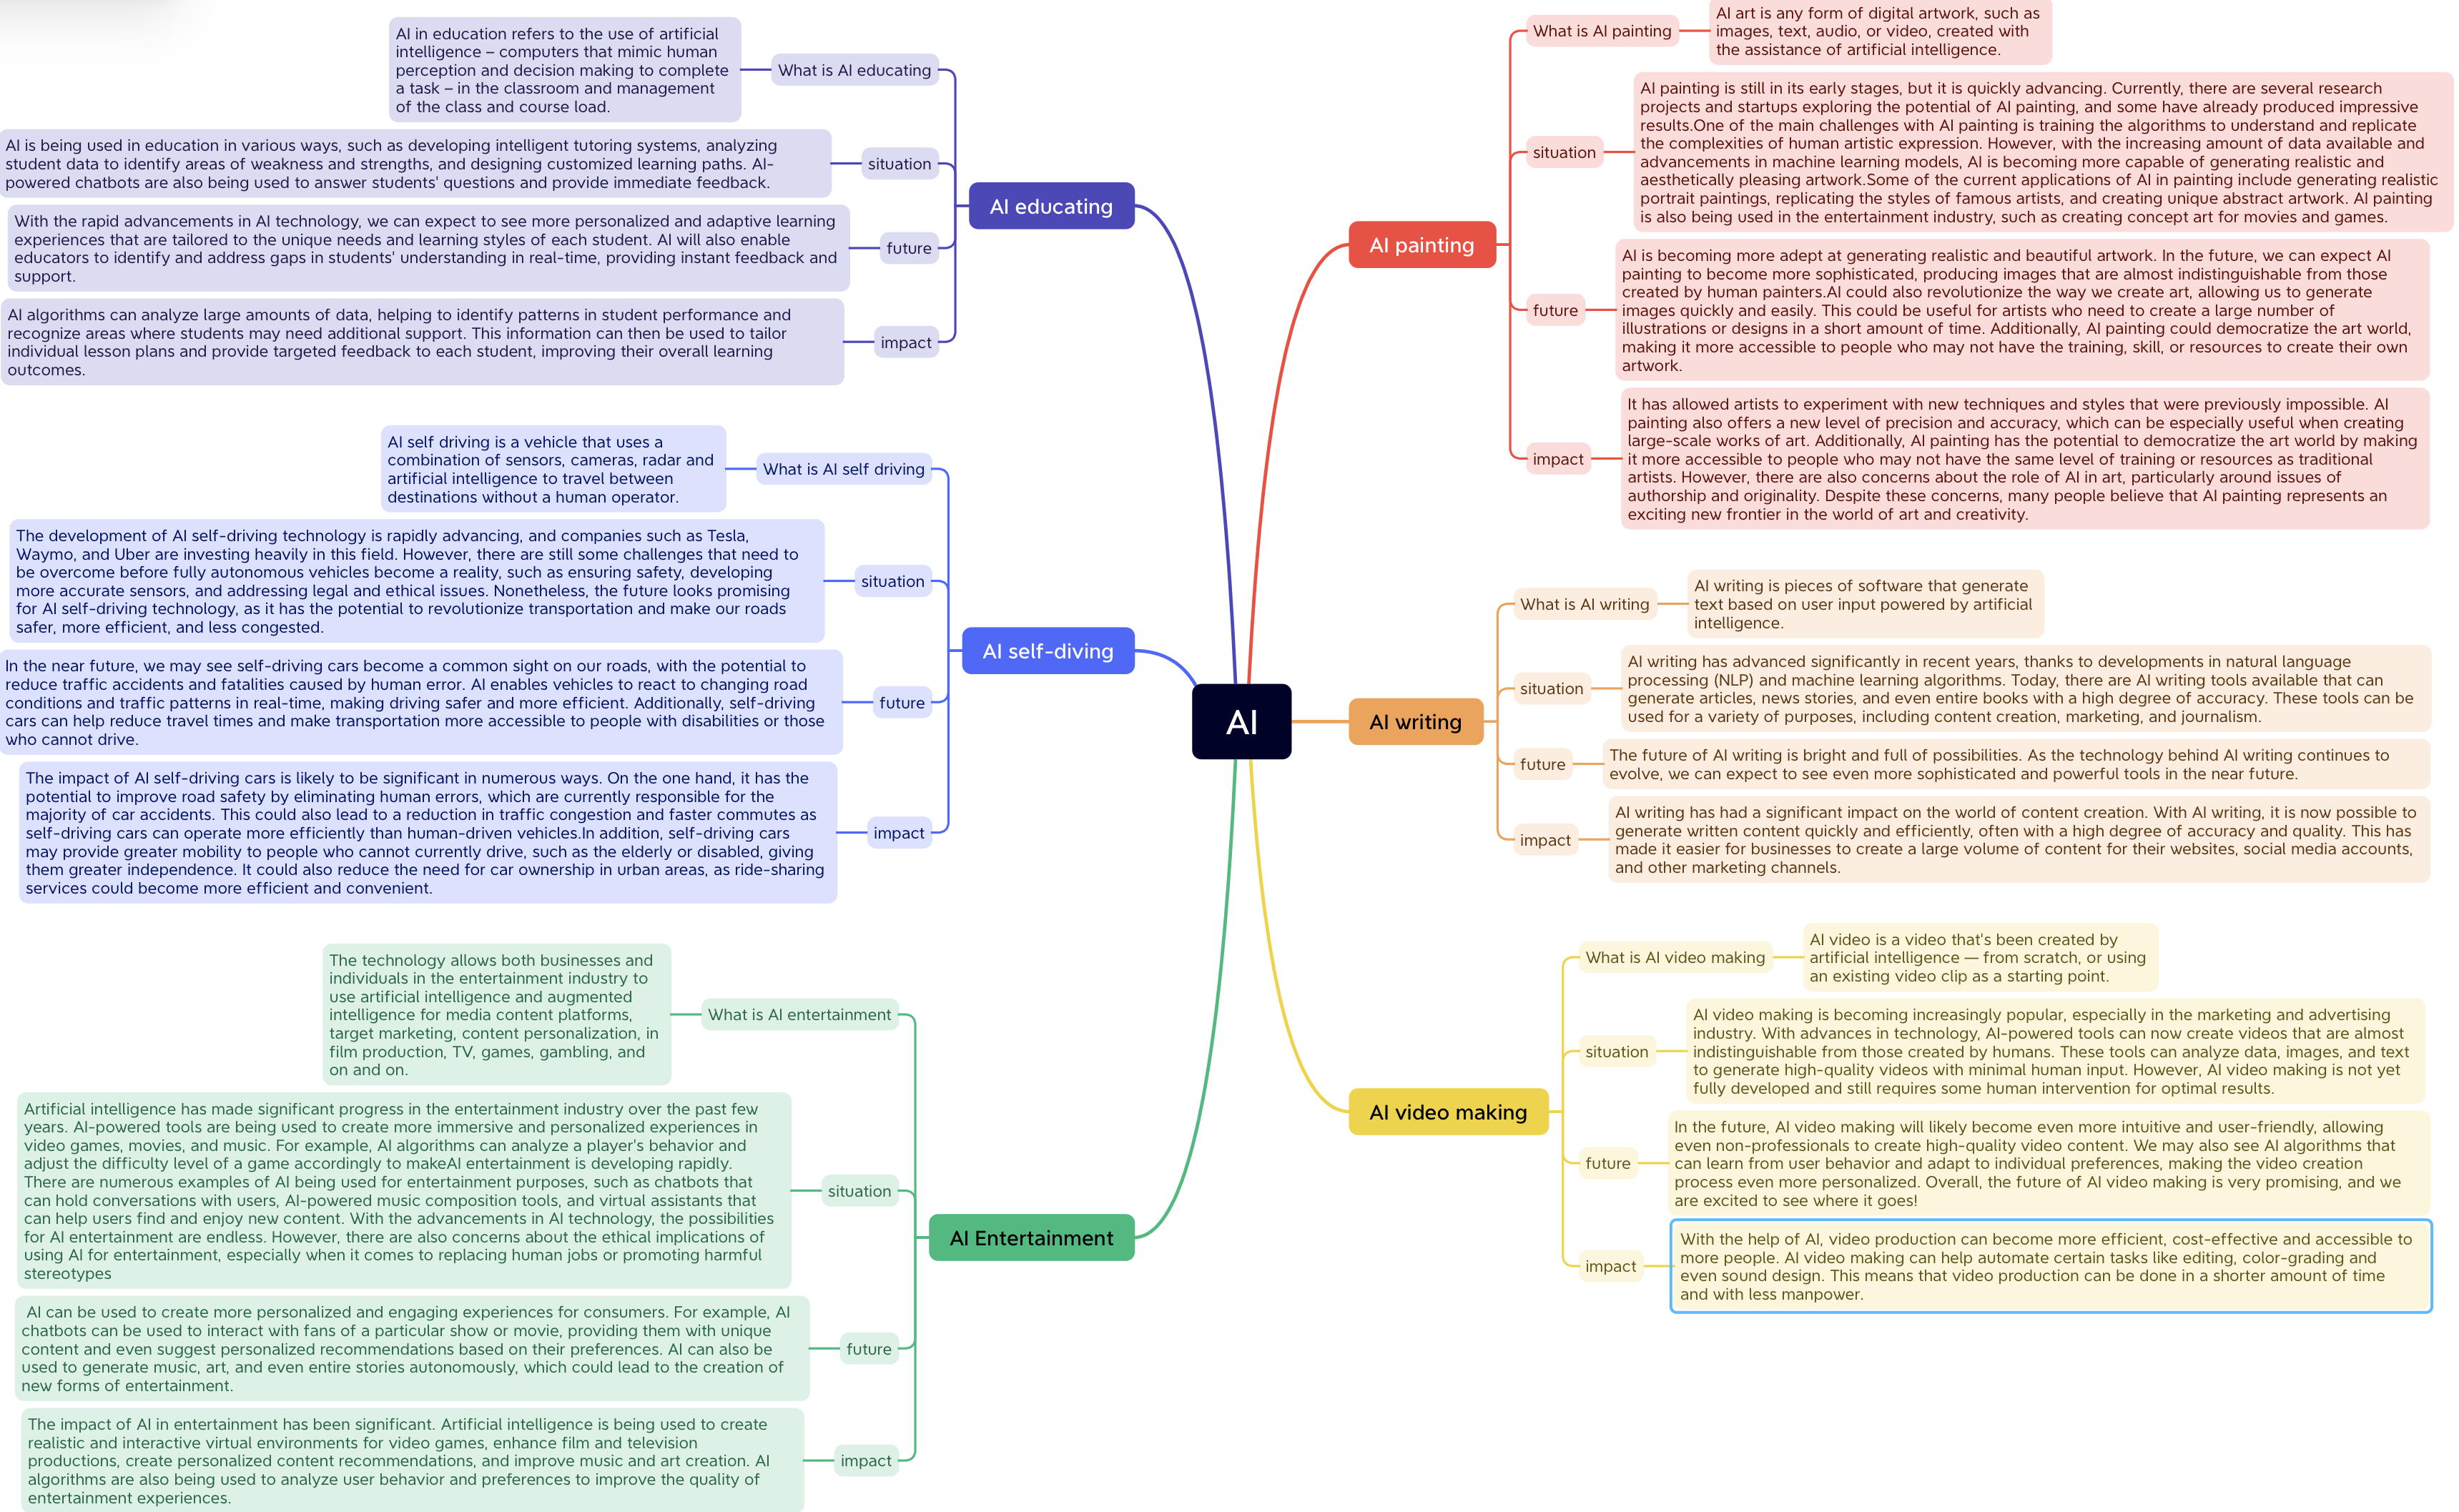 AI
AI educating
What is AI educating
AI in education refers to the use of artificial
intelligence – computers that mimic human
perception and decision making to complete
a task – in the classroom and management
of the class and course load.
situation
AI is being used in education in various ways, such as developing intelligent tutoring systems, analyzing
student data to identify areas of weakness and strengths, and designing customized learning paths. AI-
powered chatbots are also being used to answer students' questions and provide immediate feedback.
future
With the rapid advancements in AI technology, we can expect to see more personalized and adaptive learning
experiences that are tailored to the unique needs and learning styles of each student. AI will also enable
educators to identify and address gaps in students' understanding in real-time, providing instant feedback and
support.
impact
AI algorithms can analyze large amounts of data, helping to identify patterns in student performance and
recognize areas where students may need additional support. This information can then be used to tailor
individual lesson plans and provide targeted feedback to each student, improving their overall learning
outcomes.
AI self-diving
What is AI self driving
AI self driving is a vehicle that uses a
combination of sensors, cameras, radar and
artificial intelligence to travel between
destinations without a human operator.
situation
The development of AI self-driving technology is rapidly advancing, and companies such as Tesla,
Waymo, and Uber are investing heavily in this field. However, there are still some challenges that need to
be overcome before fully autonomous vehicles become a reality, such as ensuring safety, developing
more accurate sensors, and addressing legal and ethical issues. Nonetheless, the future looks promising
for AI self-driving technology, as it has the potential to revolutionize transportation and make our roads
safer, more efficient, and less congested.
future
In the near future, we may see self-driving cars become a common sight on our roads, with the potential to
reduce traffic accidents and fatalities caused by human error. AI enables vehicles to react to changing road
conditions and traffic patterns in real-time, making driving safer and more efficient. Additionally, self-driving
cars can help reduce travel times and make transportation more accessible to people with disabilities or those
who cannot drive.
impact
The impact of AI self-driving cars is likely to be significant in numerous ways. On the one hand, it has the
potential to improve road safety by eliminating human errors, which are currently responsible for the
majority of car accidents. This could also lead to a reduction in traffic congestion and faster commutes as
self-driving cars can operate more efficiently than human-driven vehicles.In addition, self-driving cars
may provide greater mobility to people who cannot currently drive, such as the elderly or disabled, giving
them greater independence. It could also reduce the need for car ownership in urban areas, as ride-sharing
services could become more efficient and convenient.
AI Entertainment
What is AI entertainment
The technology allows both businesses and
individuals in the entertainment industry to
use artificial intelligence and augmented
intelligence for media content platforms,
target marketing, content personalization, in
film production, TV, games, gambling, and
on and on.
situation
Artificial intelligence has made significant progress in the entertainment industry over the past few
years. AI-powered tools are being used to create more immersive and personalized experiences in
video games, movies, and music. For example, AI algorithms can analyze a player's behavior and
adjust the difficulty level of a game accordingly to makeAI entertainment is developing rapidly.
There are numerous examples of AI being used for entertainment purposes, such as chatbots that
can hold conversations with users, AI-powered music composition tools, and virtual assistants that
can help users find and enjoy new content. With the advancements in AI technology, the possibilities
for AI entertainment are endless. However, there are also concerns about the ethical implications of
using AI for entertainment, especially when it comes to replacing human jobs or promoting harmful
stereotypes
future
AI can be used to create more personalized and engaging experiences for consumers. For example, AI
chatbots can be used to interact with fans of a particular show or movie, providing them with unique
content and even suggest personalized recommendations based on their preferences. AI can also be
used to generate music, art, and even entire stories autonomously, which could lead to the creation of
new forms of entertainment.
impact
The impact of AI in entertainment has been significant. Artificial intelligence is being used to create
realistic and interactive virtual environments for video games, enhance film and television
productions, create personalized content recommendations, and improve music and art creation. AI
algorithms are also being used to analyze user behavior and preferences to improve the quality of
entertainment experiences.
AI painting
What is AI painting
AI art is any form of digital artwork, such as
images, text, audio, or video, created with
the assistance of artificial intelligence.
situation
AI painting is still in its early stages, but it is quickly advancing. Currently, there are several research
projects and startups exploring the potential of AI painting, and some have already produced impressive
results.One of the main challenges with AI painting is training the algorithms to understand and replicate
the complexities of human artistic expression. However, with the increasing amount of data available and
advancements in machine learning models, AI is becoming more capable of generating realistic and
aesthetically pleasing artwork.Some of the current applications of AI in painting include generating realistic
portrait paintings, replicating the styles of famous artists, and creating unique abstract artwork. AI painting
is also being used in the entertainment industry, such as creating concept art for movies and games.
future
AI is becoming more adept at generating realistic and beautiful artwork. In the future, we can expect AI
painting to become more sophisticated, producing images that are almost indistinguishable from those
created by human painters.AI could also revolutionize the way we create art, allowing us to generate
images quickly and easily. This could be useful for artists who need to create a large number of
illustrations or designs in a short amount of time. Additionally, AI painting could democratize the art world,
making it more accessible to people who may not have the training, skill, or resources to create their own
artwork.
impact
It has allowed artists to experiment with new techniques and styles that were previously impossible. AI
painting also offers a new level of precision and accuracy, which can be especially useful when creating
large-scale works of art. Additionally, AI painting has the potential to democratize the art world by making
it more accessible to people who may not have the same level of training or resources as traditional
artists. However, there are also concerns about the role of AI in art, particularly around issues of
authorship and originality. Despite these concerns, many people believe that AI painting represents an
exciting new frontier in the world of art and creativity.
AI writing
What is AI writing
AI writing is pieces of software that generate
text based on user input powered by artificial
intelligence.
situation
AI writing has advanced significantly in recent years, thanks to developments in natural language
processing (NLP) and machine learning algorithms. Today, there are AI writing tools available that can
generate articles, news stories, and even entire books with a high degree of accuracy. These tools can be
used for a variety of purposes, including content creation, marketing, and journalism.
future
The future of AI writing is bright and full of possibilities. As the technology behind AI writing continues to
evolve, we can expect to see even more sophisticated and powerful tools in the near future.
impact
AI writing has had a significant impact on the world of content creation. With AI writing, it is now possible to
generate written content quickly and efficiently, often with a high degree of accuracy and quality. This has
made it easier for businesses to create a large volume of content for their websites, social media accounts,
and other marketing channels.
AI video making
What is AI video making
AI video is a video that's been created by
artificial intelligence — from scratch, or using
an existing video clip as a starting point.
situation
AI video making is becoming increasingly popular, especially in the marketing and advertising
industry. With advances in technology, AI-powered tools can now create videos that are almost
indistinguishable from those created by humans. These tools can analyze data, images, and text
to generate high-quality videos with minimal human input. However, AI video making is not yet
fully developed and still requires some human intervention for optimal results.
future
In the future, AI video making will likely become even more intuitive and user-friendly, allowing
even non-professionals to create high-quality video content. We may also see AI algorithms that
can learn from user behavior and adapt to individual preferences, making the video creation
process even more personalized. Overall, the future of AI video making is very promising, and we
are excited to see where it goes!
impact
With the help of AI, video production can become more efficient, cost-effective and accessible to
more people. AI video making can help automate certain tasks like editing, color-grading and
even sound design. This means that video production can be done in a shorter amount of time
and with less manpower.